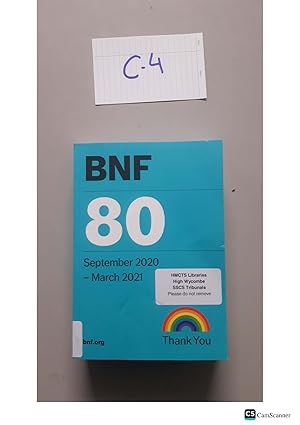 C-4
BNF
80
September 2020
– March 2021
HMCTS Libraries
High Wycombe
SSCS Tribunals
Please do not remove
bnf.org
Thank You
CS CamScanner